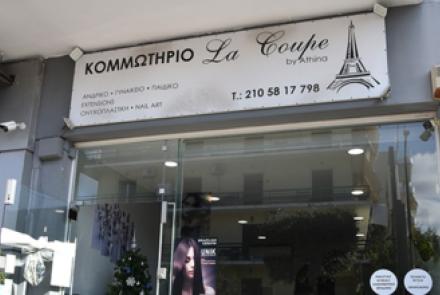 ΚΟΜΜΩΤΗΡΙΟ La Coupe
by Athina
ΑΝΔΡΙΚΟ • ΓΥΝΑΙΚΕΙΟ • ΠΑΙΔΙΚΟ
EXTENSIONS
ΟΝΥΧΟΠΛΑΣΤΙΚΗ • NAIL ART
Τ.: 210 58 17 798